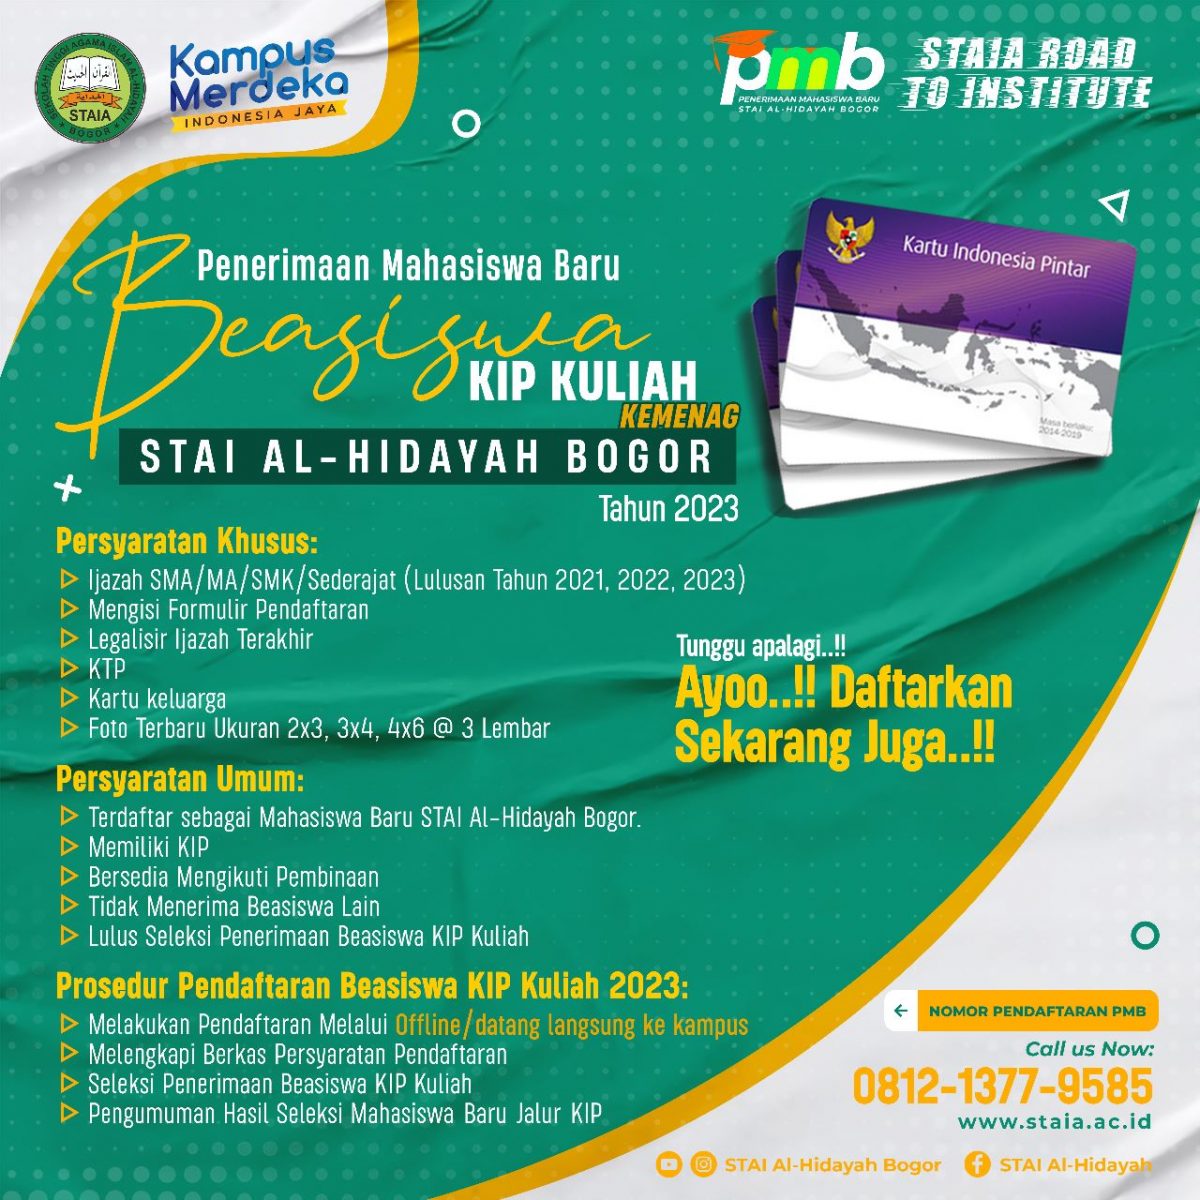 SEKOLAH TINGGI AGAMA ISLAM AL-HIDAYAH
STAIA
BOGOR
Kampus
Merdeka
INDONESIA JAYA
pmb
PENERIMAAN MAHASISWA BARU
STAI AL-HIDAYAH BOGOR
STAIA ROAD
TO INSTITUTE
Kartu Indonesia Pintar
Masa berlaku:
2014-2019
Penerimaan Mahasiswa Baru
Beasiswa
KIP KULIAH
KEMENAG
STAI AL-HIDAYAH BOGOR
Tahun 2023
Persyaratan Khusus:
Ijazah SMA/MA/SMK/Sederajat (Lulusan Tahun 2021, 2022, 2023)
Mengisi Formulir Pendaftaran
Legalisir Ijazah Terakhir
KTP
Kartu keluarga
Foto Terbaru Ukuran 2x3, 3x4, 4x6 @ 3 Lembar
Tunggu apalagi..!!
Ayoo..!! Daftarkan
Sekarang Juga..!!
Persyaratan Umum:
Terdaftar sebagai Mahasiswa Baru STAI Al-Hidayah Bogor.
Memiliki KIP
Bersedia Mengikuti Pembinaan
Tidak Menerima Beasiswa Lain
Lulus Seleksi Penerimaan Beasiswa KIP Kuliah
Prosedur Pendaftaran Beasiswa KIP Kuliah 2023:
Melakukan Pendaftaran Melalui Offline/datang langsung ke kampus
Melengkapi Berkas Persyaratan Pendaftaran
Seleksi Penerimaan Beasiswa KIP Kuliah
Pengumuman Hasil Seleksi Mahasiswa Baru Jalur KIP
NOMOR PENDAFTARAN PMB
Call us Now:
0812-1377-9585
www.staia.ac.id
STAI Al-Hidayah Bogor
STAI Al-Hidayah